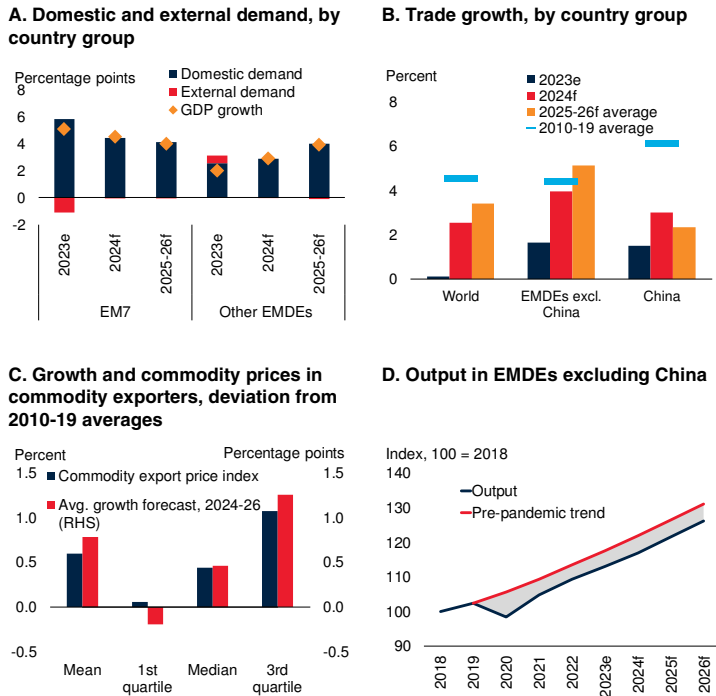 A. Domestic and external demand, by
country group
Percentage points
8
6
4
2
0
-2
Domestic demand
External demand
GDP growth
2023e
2024f
2025-26f
2023e
2024f
2025-26f
EM7
Other EMDEs
B. Trade growth, by country group
Percent
8
6
4
2
0
2023e
2024f
2025-26f average
2010-19 average
World
EMDEs excl.
China
China
C. Growth and commodity prices in
commodity exporters, deviation from
2010-19 averages
Percent
Percentage points
1.5
1.0
0.5
0.0
-0.5
Commodity export price index
Avg. growth forecast, 2024-26
(RHS)
1.5
1.0
0.5
0.0
-0.5
Mean
1st
quartile
Median
3rd
quartile
D. Output in EMDEs excluding China
Index, 100 = 2018
140
130
120
110
100
90
Output
Pre-pandemic trend
2018
2019
2020
2021
2022
2023e
2024f
2025f
2026f